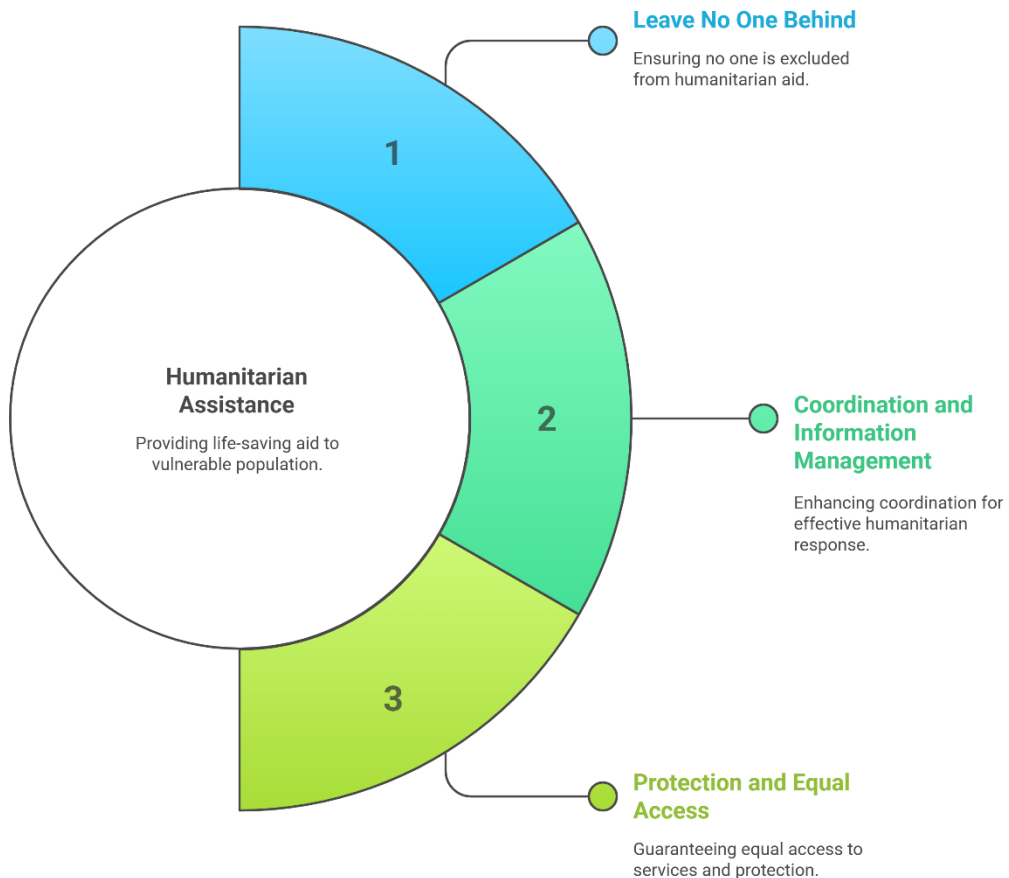 Leave No One Behind
Ensuring no one is excluded
from humanitarian aid.
1
Humanitarian
Assistance
Providing life-saving aid to
vulnerable population.
2
Coordination and
Information
Management
Enhancing coordination for
effective humanitarian
response.
3
Protection and Equal
Access
Guaranteeing equal access to
services and protection.